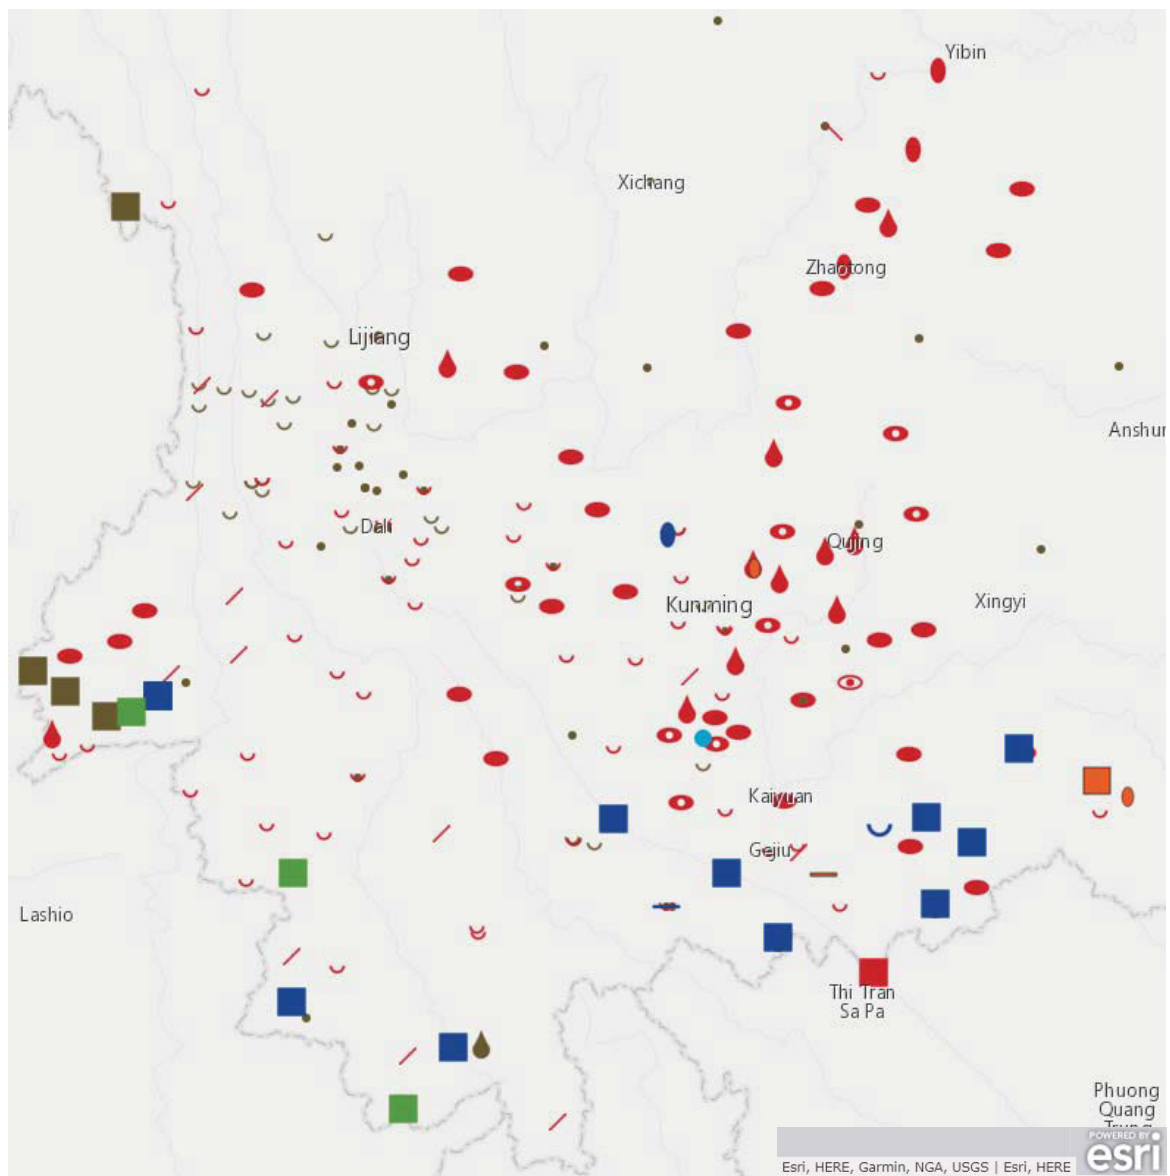 Yibin
Xichang
Zhaotong
Lijiang
Anshun
Dali
Qujing
Xingyi
Kunming
Kaiyuan
Gejiu
Lashio
Thi Tran
Sa Pa
Phuong
Quang
Trung
POWERED BY
esri
Esri, HERE, Garmin, NGA, USGS | Esri, HERE